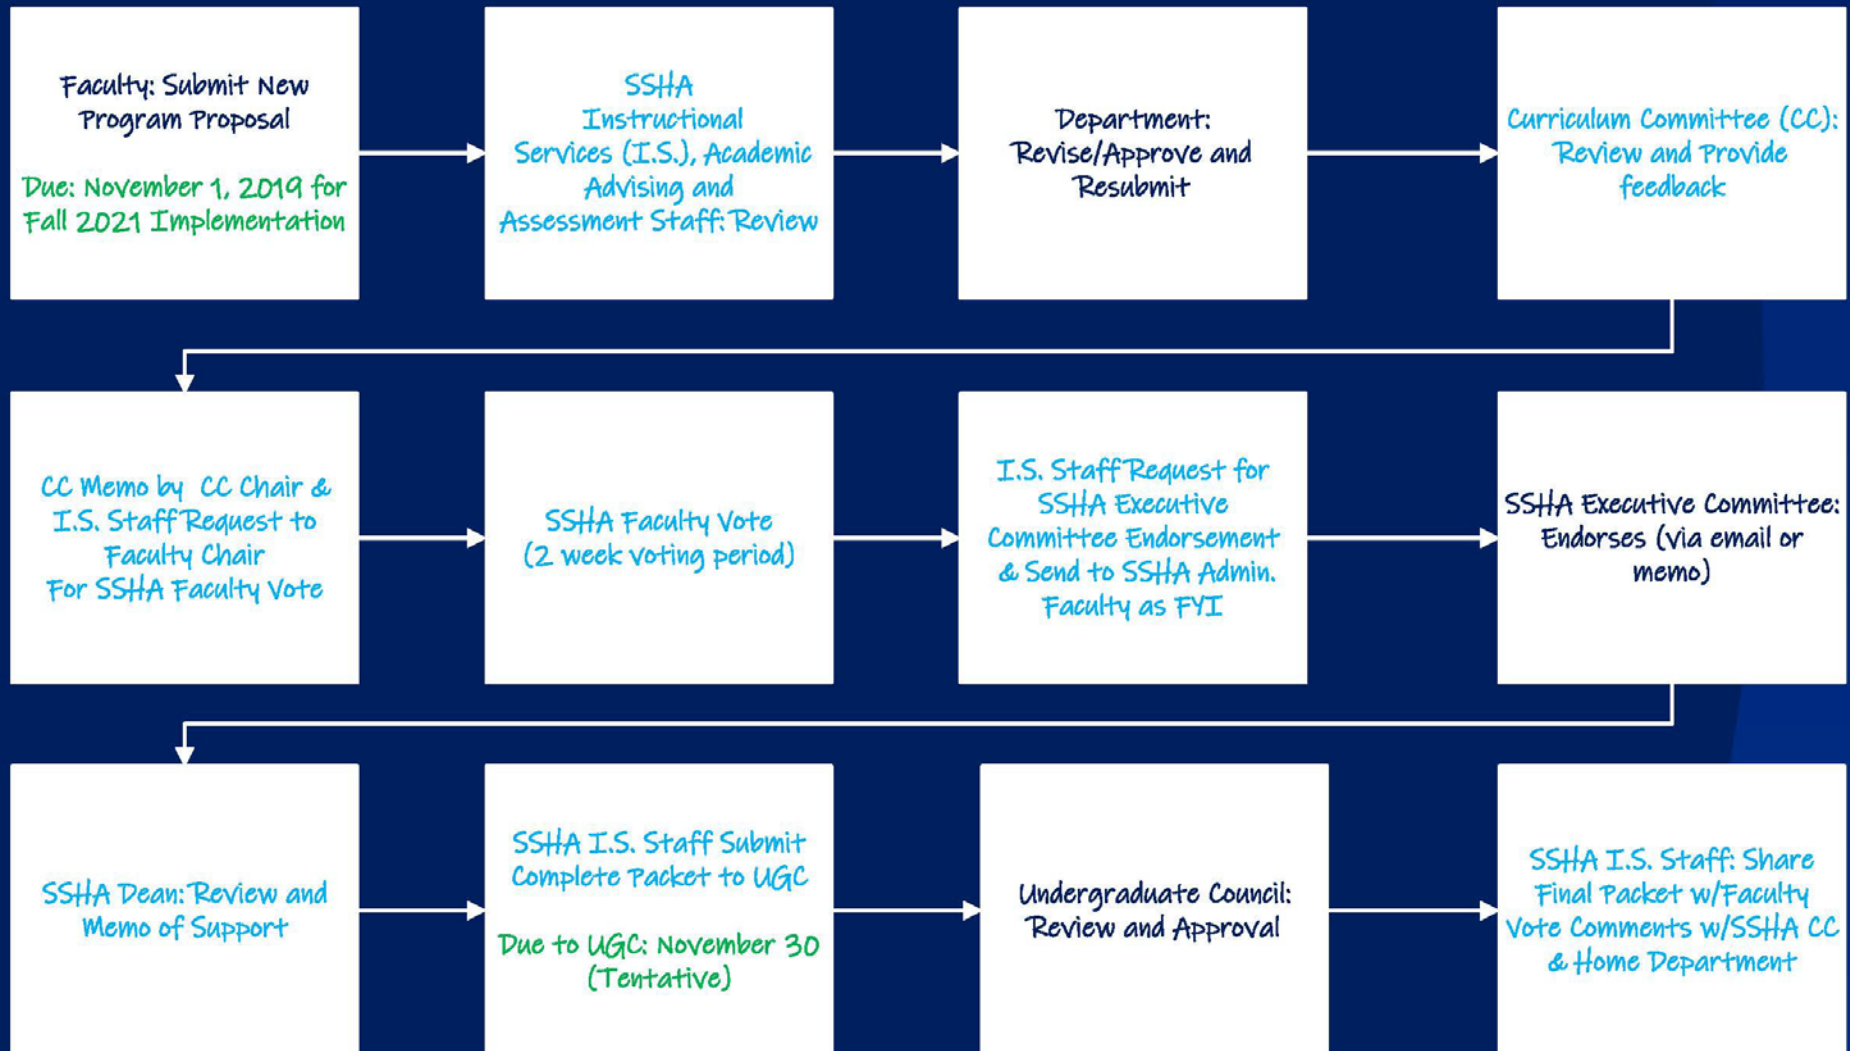 Faculty: Submit New
Program Proposal
Due: November 1, 2019 for
Fall 2021 Implementation
SSHA
Instructional
Services (I.S.), Academic
Advising and
Assessment Staff: Review
Department:
Revise/Approve and
Resubmit
Curriculum Committee (CC):
Review and Provide
feedback
CC Memo by CC Chair &
I.S. Staff Request to
Faculty Chair
For SSHA Faculty Vote
SSHA Faculty Vote
(2 week voting period)
I.S. Staff Request for
SSHA Executive
Committee Endorsement
& Send to SSHA Admin.
Faculty as FYI
SSHA Executive Committee:
Endorses (via email or
memo)
SSHA Dean: Review and
Memo of Support
SSHA I.S. Staff Submit
Complete Packet to UGC
Due to UGC: November 30
(Tentative)
Undergraduate Council:
Review and Approval
SSHA I.S. Staff: Share
Final Packet w/Faculty
Vote Comments w/SSHA CC
& Home Department